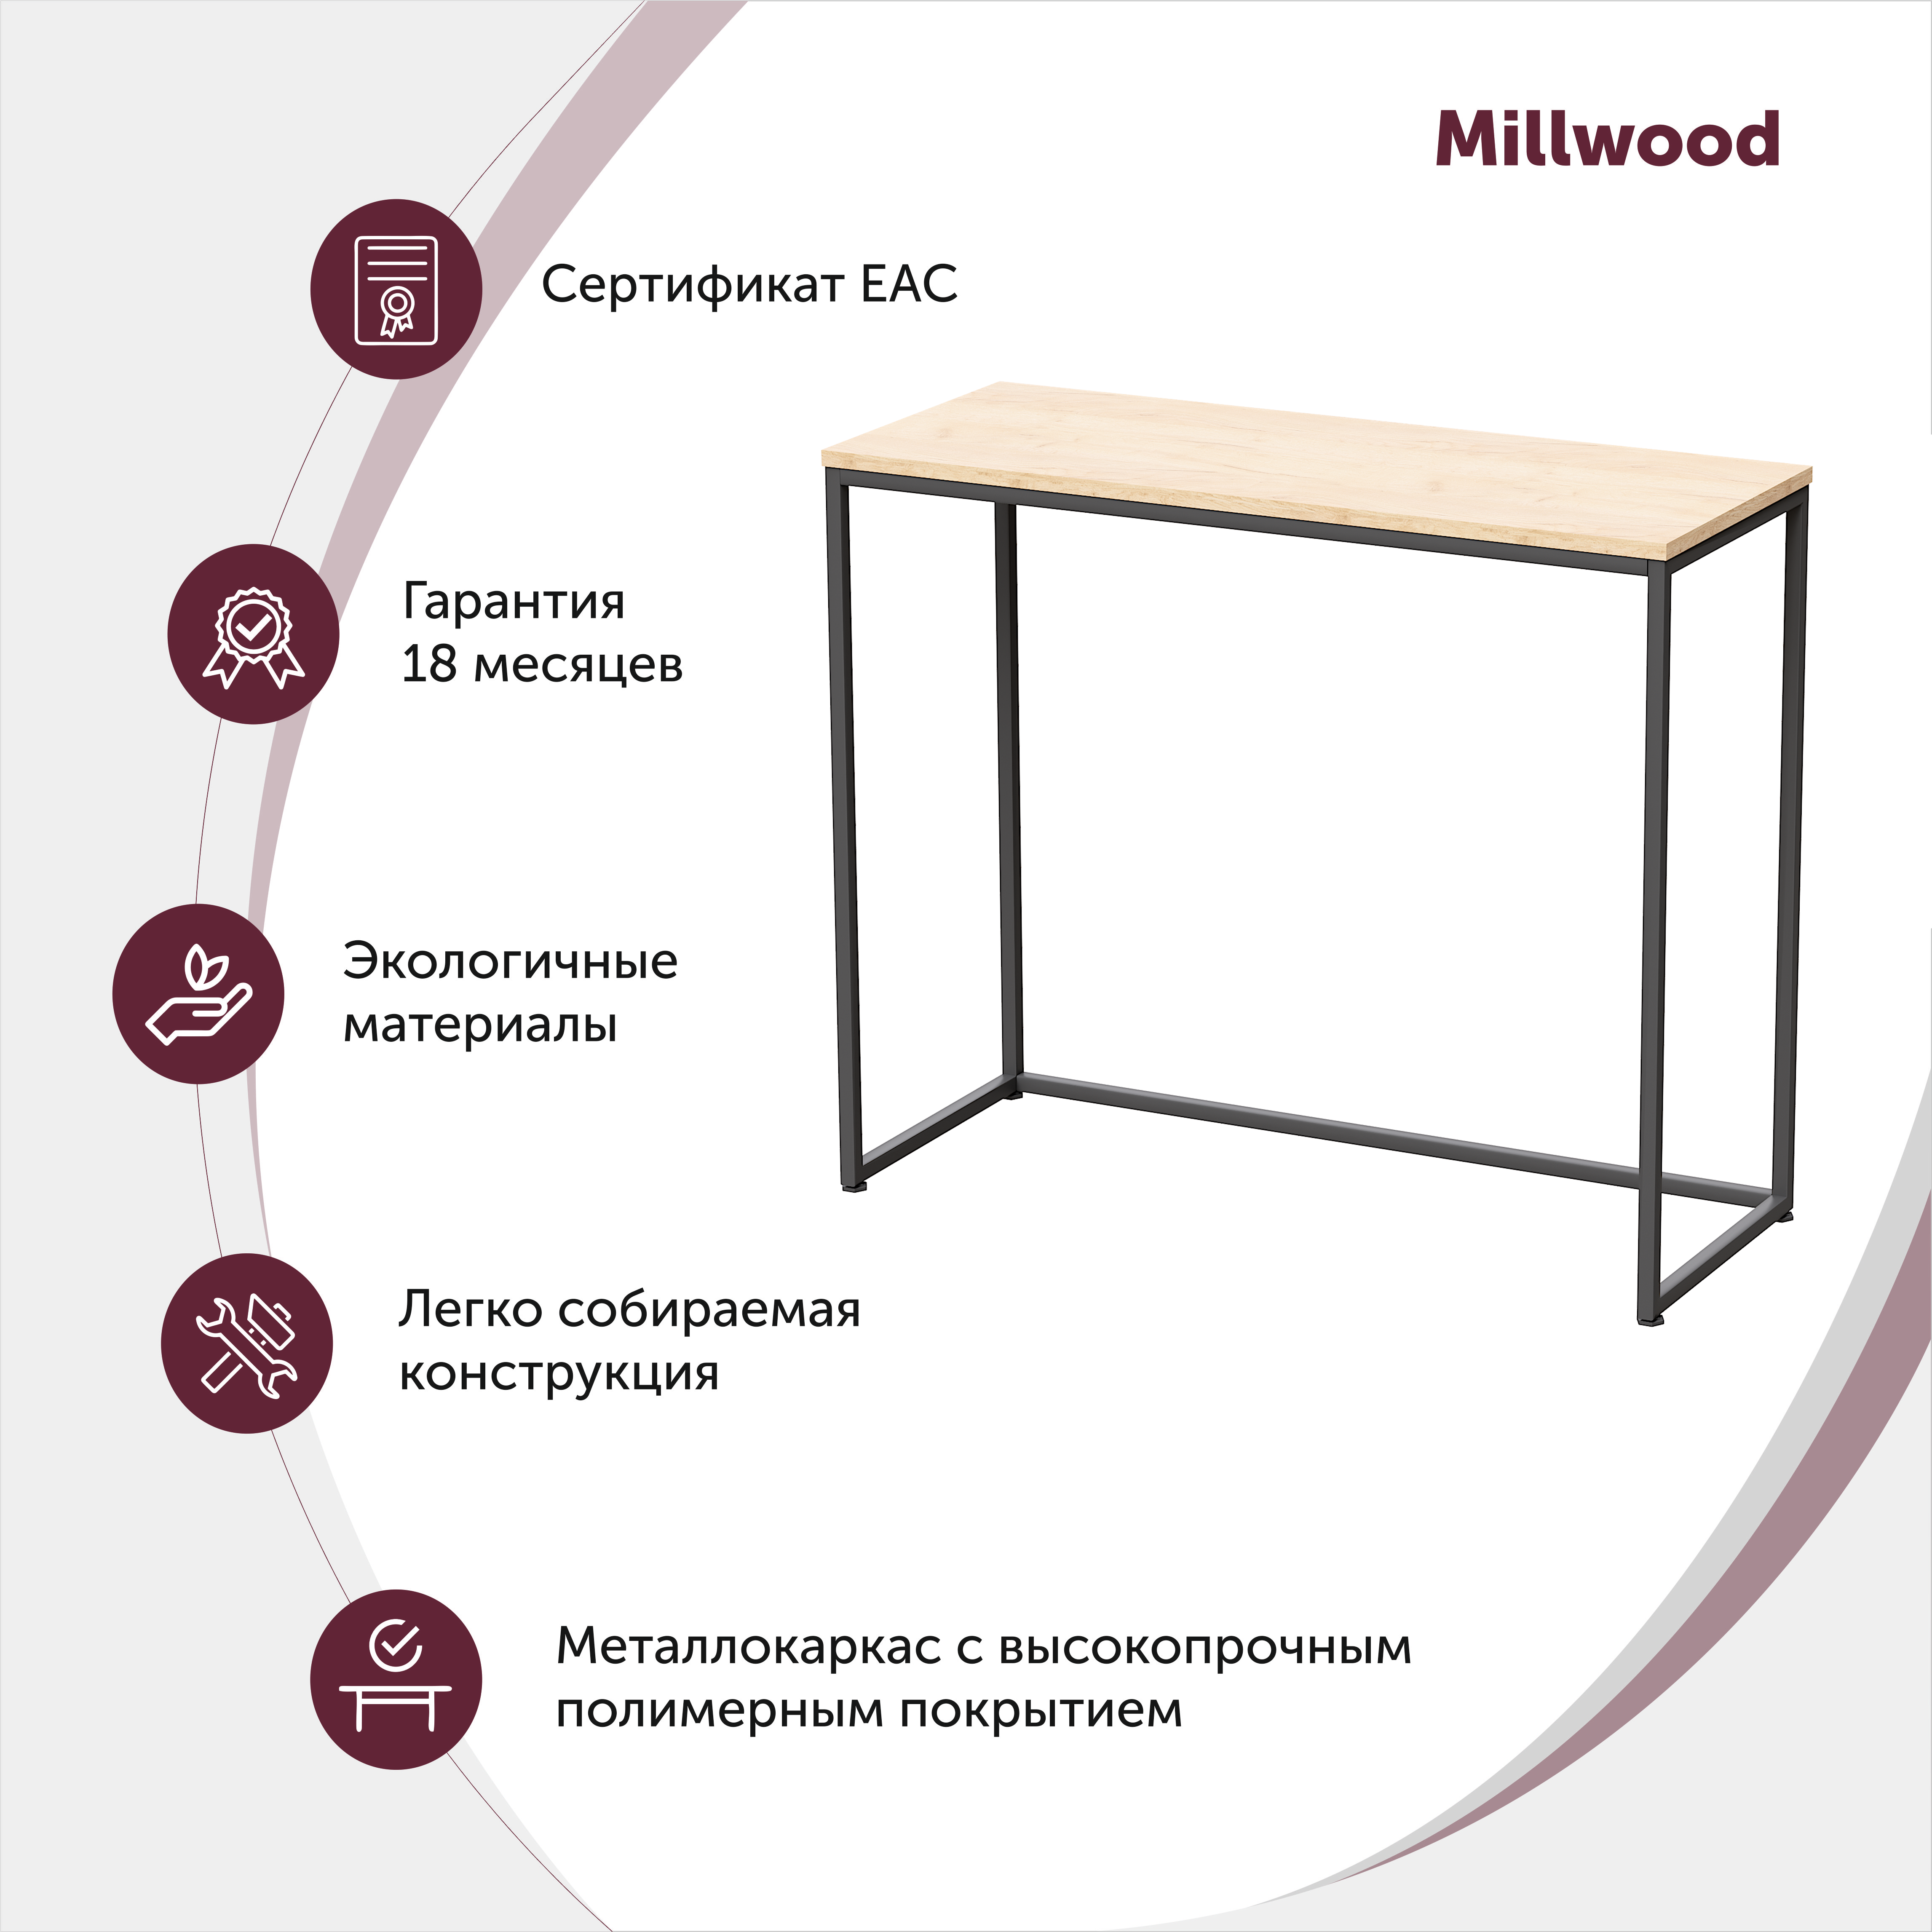 Millwood
Сертификат ЕАС
Гарантия
18 месяцев
Экологичные
материалы
Легко собираемая
конструкция
Металлокаркас с высокопрочным
полимерным покрытием